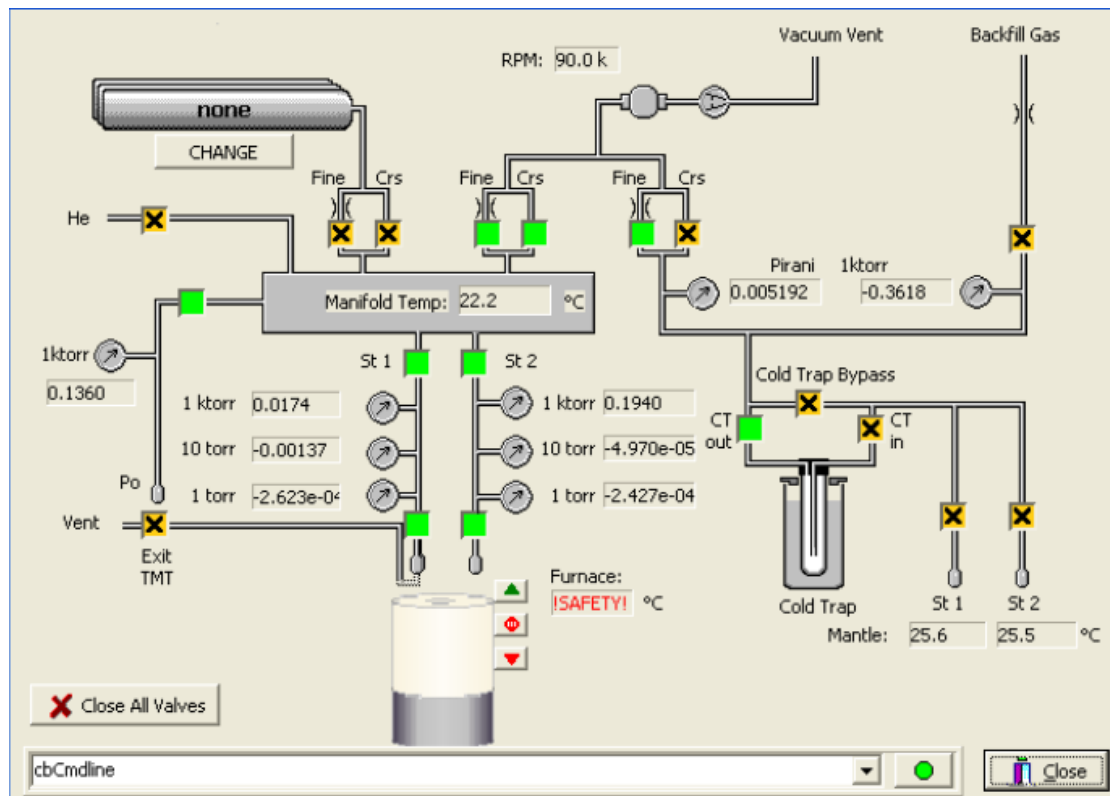 Vacuum Vent
Backfill Gas
RPM: 90.0 k
none
CHANGE
Fine Crs
Fine Crs
Fine Crs
He
Pirani 1ktorr
0.005192 -0.3618
Manifold Temp: 22.2 ºC
1ktorr
0.1360
St 1 St 2
Cold Trap Bypass
1 ktorr 0.0174
1 ktorr 0.1940
CT out
CT in
10 torr -0.00137
10 torr -4.970e-05
Po
1 torr -2.623e-04
1 torr -2.427e-04
Vent
Exit
TMT
Furnace:
!SAFETY! ºC
Cold Trap
St 1 St 2
Mantle: 25.6 25.5 ºC
Close All Valves
cbCmdline
Close